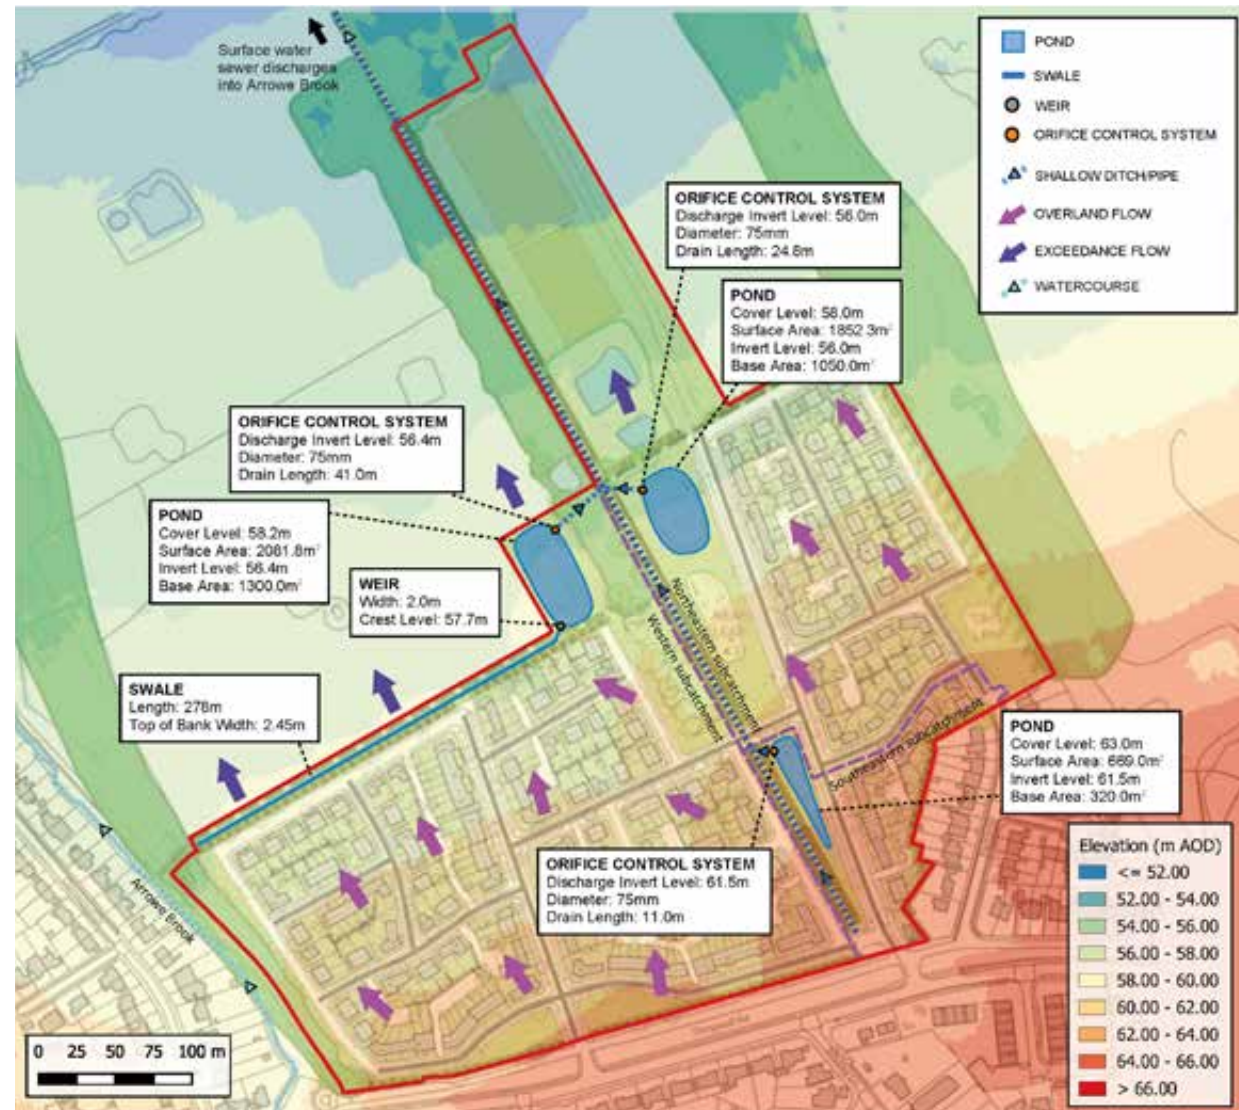 Surface water
sewer discharges
into Arrowe Brook
POND
SWALE
WEIR
ORIFICE CONTROL SYSTEM
SHALLOW DITCH/PIPE
OVERLAND FLOW
EXCEEDANCE FLOW
WATERCOURSE
ORIFICE CONTROL SYSTEM
Discharge Invert Level: 56.0m
Diameter: 75mm
Drain Length: 24.8m
POND
Cover Level: 58.0m
Surface Area: 1852.3m²
Invert Level: 56.0m
Base Area: 1050.0m²
ORIFICE CONTROL SYSTEM
Discharge Invert Level: 56.4m
Diameter: 75mm
Drain Length: 41.0m
POND
Cover Level: 58.2m
Surface Area: 2081.8m²
Invert Level: 56.4m
Base Area: 1300.0m²
WEIR
Width: 2.0m
Crest Level: 57.7m
SWALE
Length: 278m
Top of Bank Width: 2.45m
Northeastern subcatchment
Western subcatchment
Southeastern subcatchment
POND
Cover Level: 63.0m
Surface Area: 669.0m²
Invert Level: 61.5m
Base Area: 320.0m²
ORIFICE CONTROL SYSTEM
Discharge Invert Level: 61.5m
Diameter: 75mm
Drain Length: 11.0m
Arrowe Brook
Elevation (m AOD)
<= 52.00
52.00 - 54.00
54.00 - 56.00
56.00 - 58.00
58.00 - 60.00
60.00 - 62.00
62.00 - 64.00
64.00 - 66.00
> 66.00
0 25 50 75 100 m